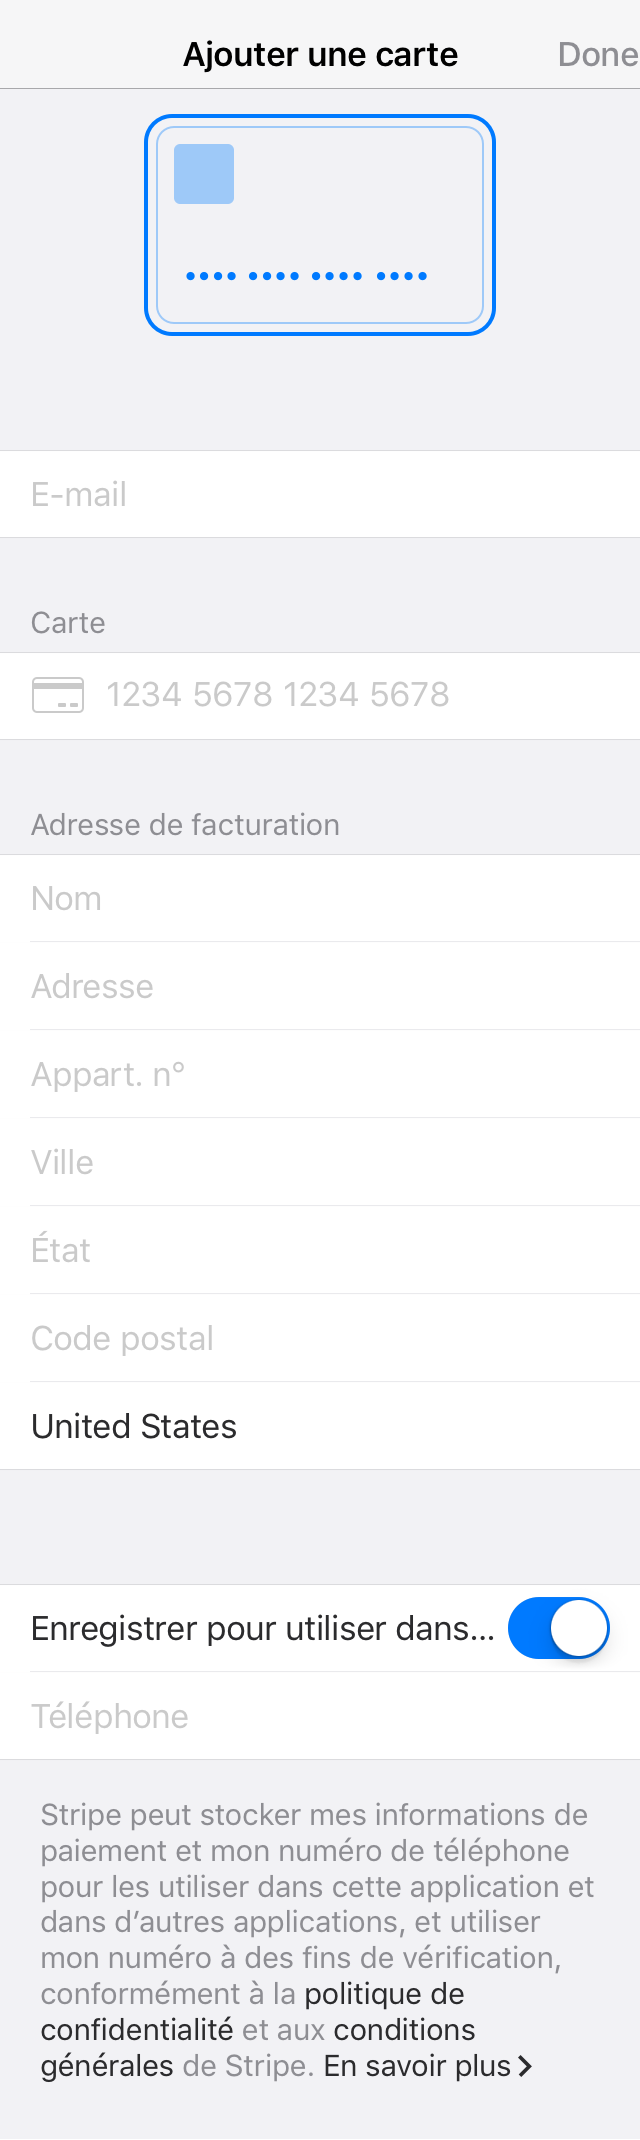 Ajouter une carte
Done
•••• •••• •••• ••••
E-mail
Carte
1234 5678 1234 5678
Adresse de facturation
Nom
Adresse
Appart. n°
Ville
État
Code postal
United States
Enregistrer pour utiliser dans...
Téléphone
Stripe peut stocker mes informations de
paiement et mon numéro de téléphone
pour les utiliser dans cette application et
dans d’autres applications, et utiliser
mon numéro à des fins de vérification,
conformément à la politique de
confidentialité et aux conditions
générales de Stripe. En savoir plus